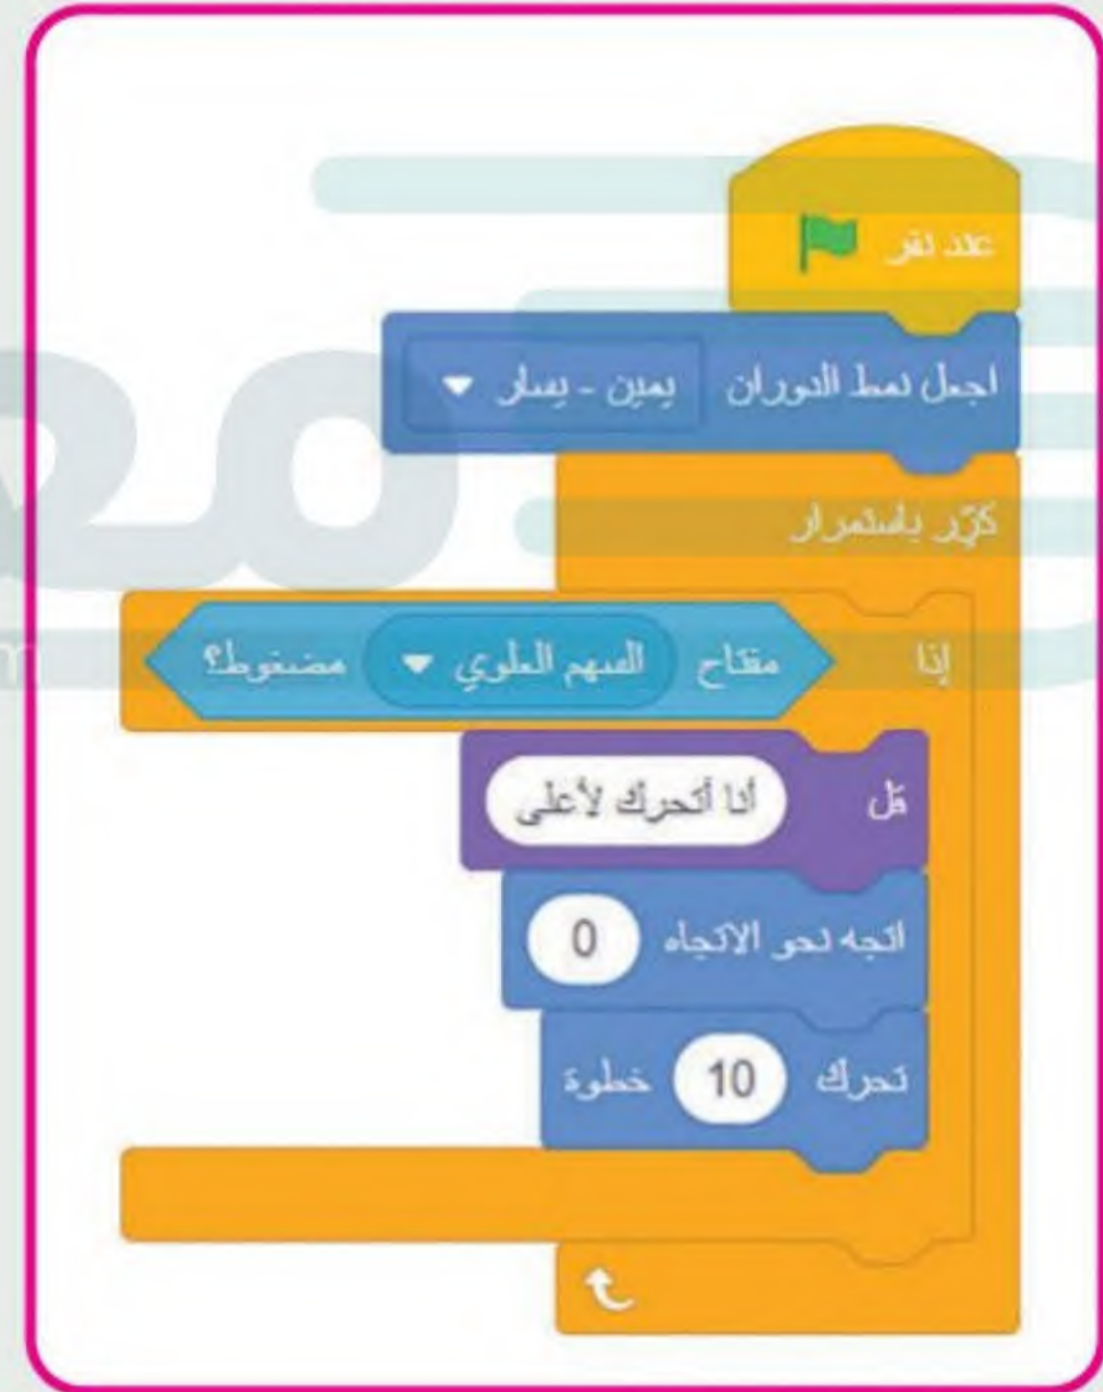 عند نقر
اجعل نمط الدوران يمين - يسار
كرّر باستمرار
إذا مفتاح السهم العلوي مضغوط؟
قل أنا أتحرك لأعلى
اتجه نحو الاتجاه 0
تحرك 10 خطوة